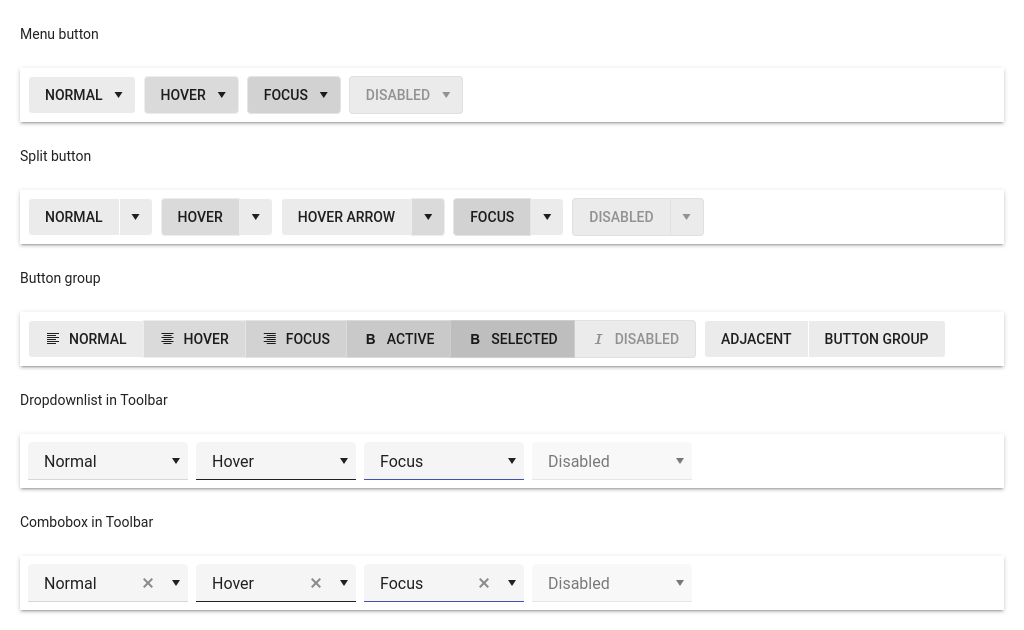 Menu button
NORMAL HOVER FOCUS DISABLED
Split button
NORMAL HOVER HOVER ARROW FOCUS DISABLED
Button group
NORMAL HOVER FOCUS B ACTIVE B SELECTED I DISABLED ADJACENT BUTTON GROUP
Dropdownlist in Toolbar
Normal Hover Focus Disabled
Combobox in Toolbar
Normal Hover Focus Disabled